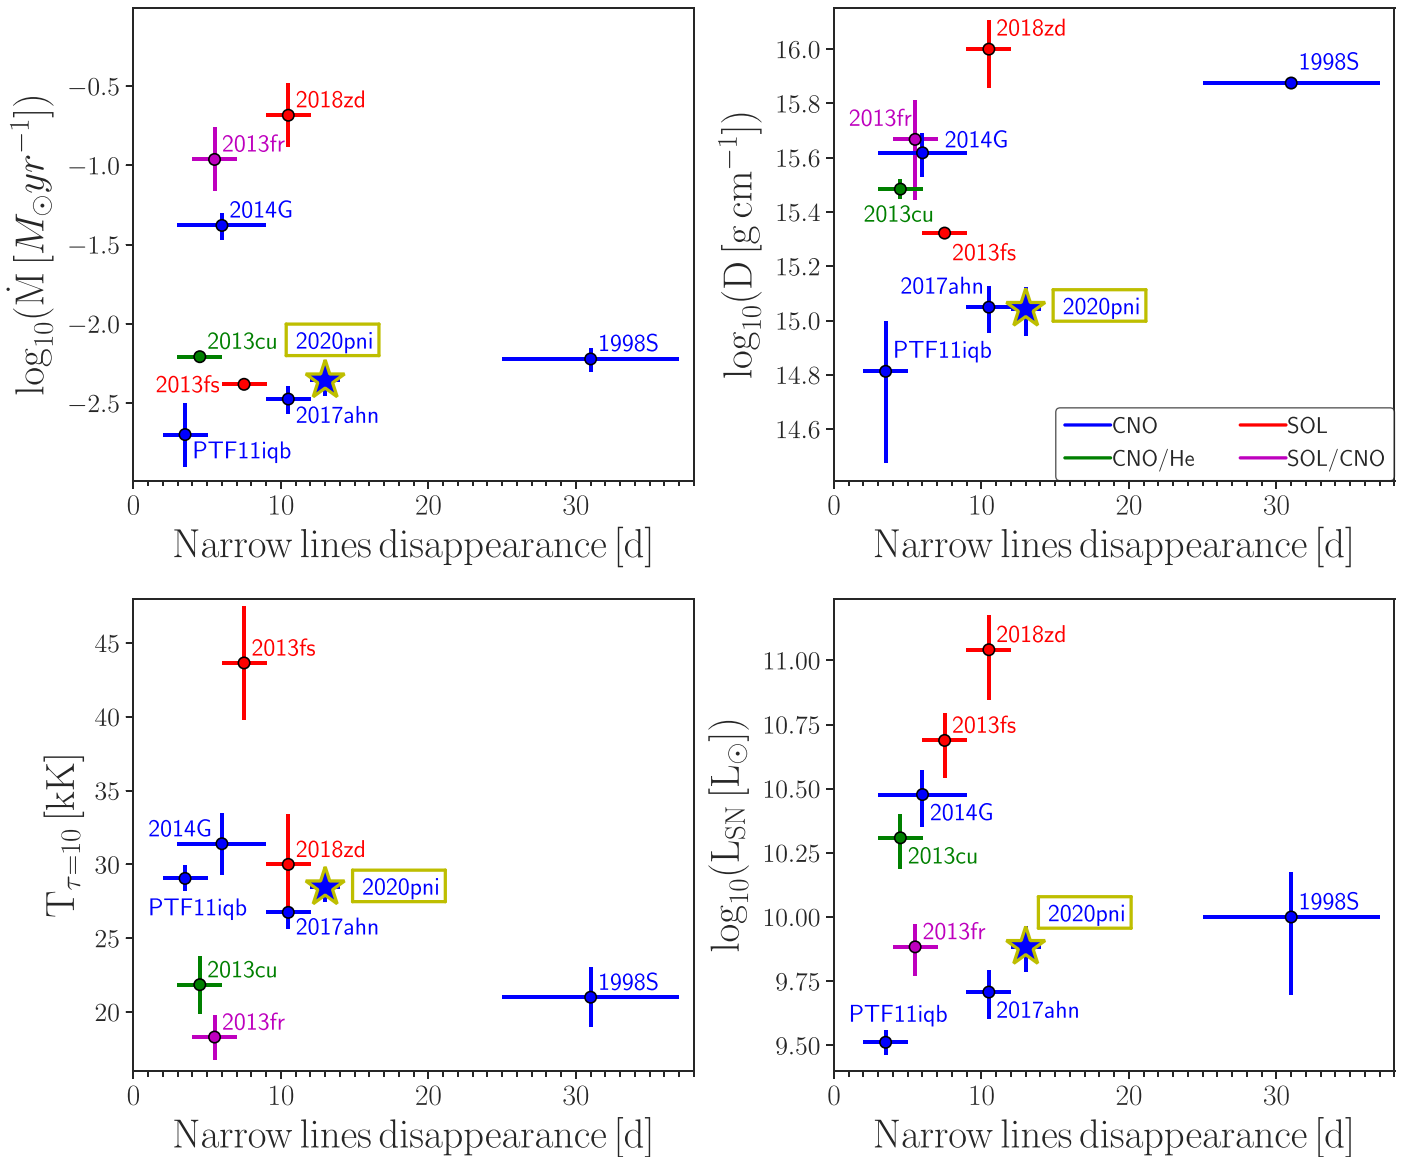 −0.5
−1.0
−1.5
−2.0
−2.5
log10(Ṁ [M⊙yr−1])
2018zd
2013fr
2014G
2013cu
2020pni
1998S
2013fs
2017ahn
PTF11iqb
0 10 20 30
Narrow lines disappearance [d]
16.0
15.8
15.6
15.4
15.2
15.0
14.8
14.6
log10(D [g cm−1])
2018zd
1998S
2013fr
2014G
2013cu
2013fs
2017ahn
2020pni
PTF11iqb
CNO SOL
CNO/He SOL/CNO
0 10 20 30
Narrow lines disappearance [d]
45
40
35
30
25
20
Tτ=10 [kK]
2013fs
2014G
2018zd
2020pni
PTF11iqb
2017ahn
2013cu
1998S
2013fr
0 10 20 30
Narrow lines disappearance [d]
11.00
10.75
10.50
10.25
10.00
9.75
9.50
log10(LSN [L⊙])
2018zd
2013fs
2014G
2013cu
2020pni
1998S
2013fr
2017ahn
PTF11iqb
0 10 20 30
Narrow lines disappearance [d]